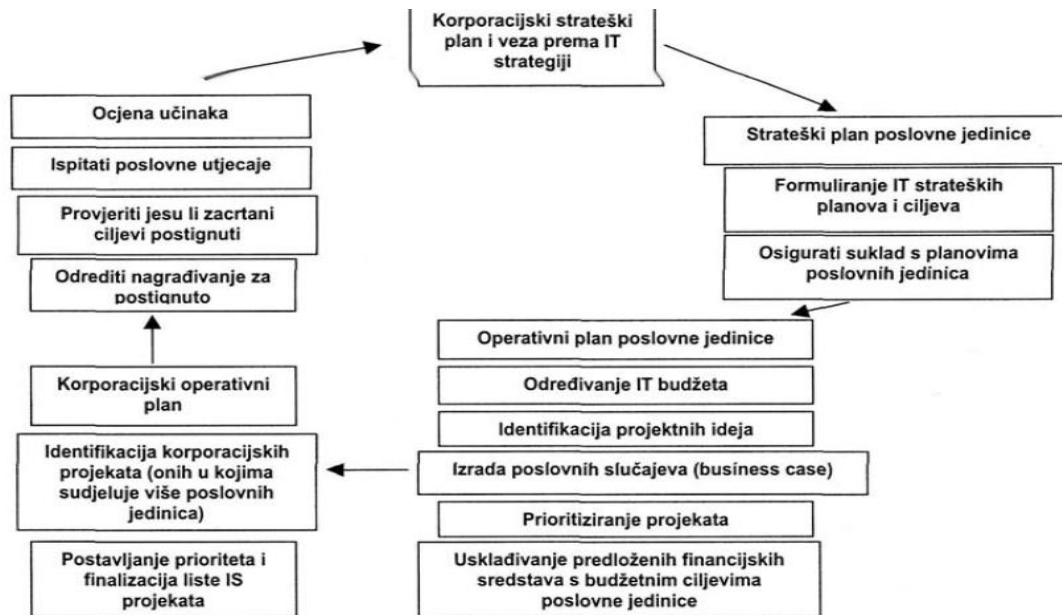 Korporacijski strateški
plan i veza prema IT
strategiji
Strateški plan poslovne jedinice
Formuliranje IT strateških
planova i ciljeva
Osigurati suklad s planovima
poslovnih jedinica
Operativni plan poslovne jedinice
Određivanje IT budžeta
Identifikacija projektnih ideja
Izrada poslovnih slučajeva (business case)
Prioritiziranje projekata
Usklađivanje predloženih financijskih
sredstava s budžetnim ciljevima
poslovne jedinice
Korporacijski operativni
plan
Identifikacija korporacijskih
projekata (onih u kojima
sudjeluje više poslovnih
jedinica)
Postavljanje prioriteta i
finalizacija liste IS
projekata
Ocjena učinaka
Ispitati poslovne utjecaje
Provjeriti jesu li zacrtani
ciljevi postignuti
Odrediti nagrađivanje za
postignuto